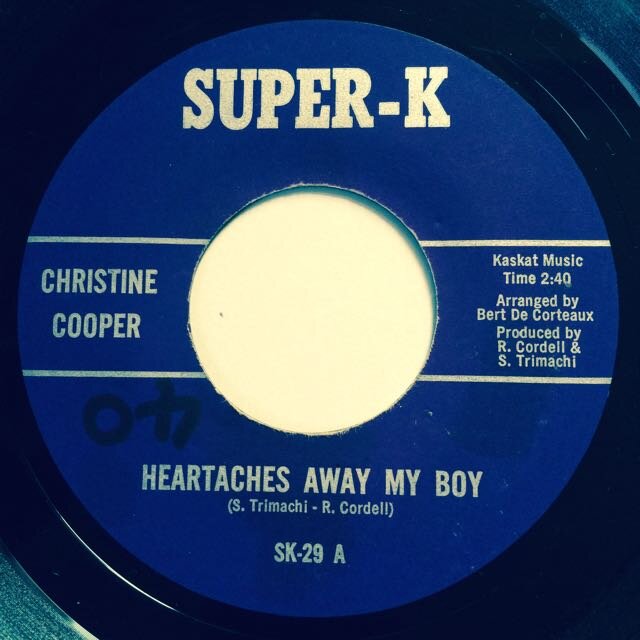 SUPER-K
CHRISTINE
COOPER
Kaskat Music
Time 2:40
Arranged by
Bert De Corteaux
Produced by
R. Cordell &
S. Trimachi
40
HEARTACHES AWAY MY BOY
(S. Trimachi - R. Cordell)
SK-29 A